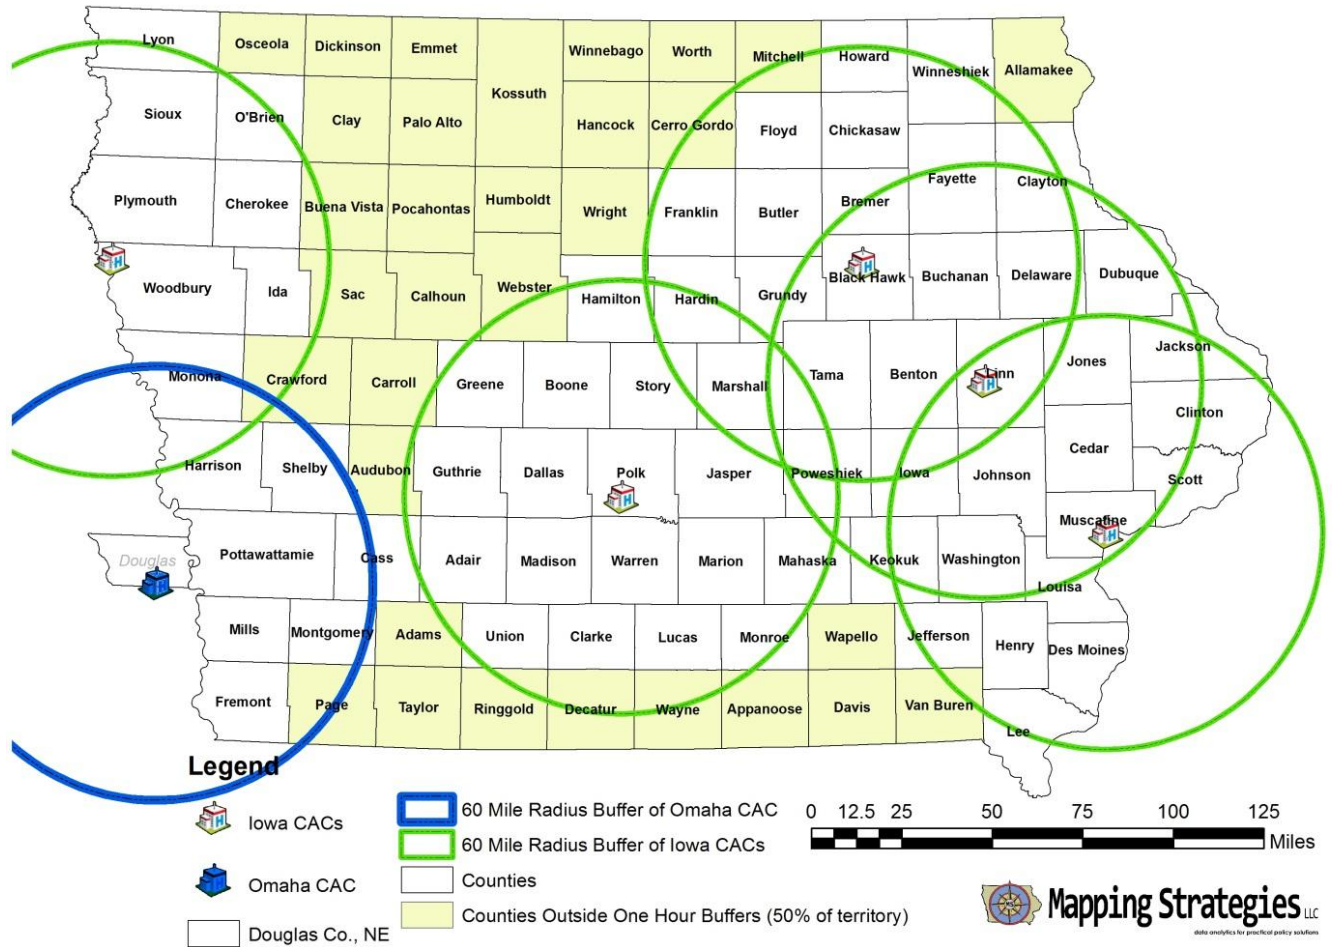 Lyon
Osceola
Dickinson
Emmet
Kossuth
Winnebago
Worth
Mitchell
Howard
Winneshiek
Allamakee
Sioux
O'Brien
Clay
Palo Alto
Hancock
Cerro Gordo
Floyd
Chickasaw
Plymouth
Cherokee
Buena Vista
Pocahontas
Humboldt
Wright
Franklin
Butler
Bremer
Fayette
Clayton
Woodbury
Ida
Sac
Calhoun
Webster
Hamilton
Hardin
Grundy
Black Hawk
Buchanan
Delaware
Dubuque
Monona
Crawford
Carroll
Greene
Boone
Story
Marshall
Tama
Benton
Linn
Jones
Jackson
Clinton
Harrison
Shelby
Audubon
Guthrie
Dallas
Polk
Jasper
Poweshiek
Iowa
Johnson
Cedar
Scott
Muscatine
Douglas
Pottawattamie
Cass
Adair
Madison
Warren
Marion
Mahaska
Keokuk
Washington
Louisa
Mills
Montgomery
Adams
Union
Clarke
Lucas
Monroe
Wapello
Jefferson
Henry
Des Moines
Fremont
Page
Taylor
Ringgold
Decatur
Wayne
Appanoose
Davis
Van Buren
Lee
Legend
Iowa CACs
Omaha CAC
Douglas Co., NE
60 Mile Radius Buffer of Omaha CAC
60 Mile Radius Buffer of Iowa CACs
Counties
Counties Outside One Hour Buffers (50% of territory)
0 12.5 25 50 75 100 125
Miles
Mapping Strategies LLC
data analytics for practical policy solutions